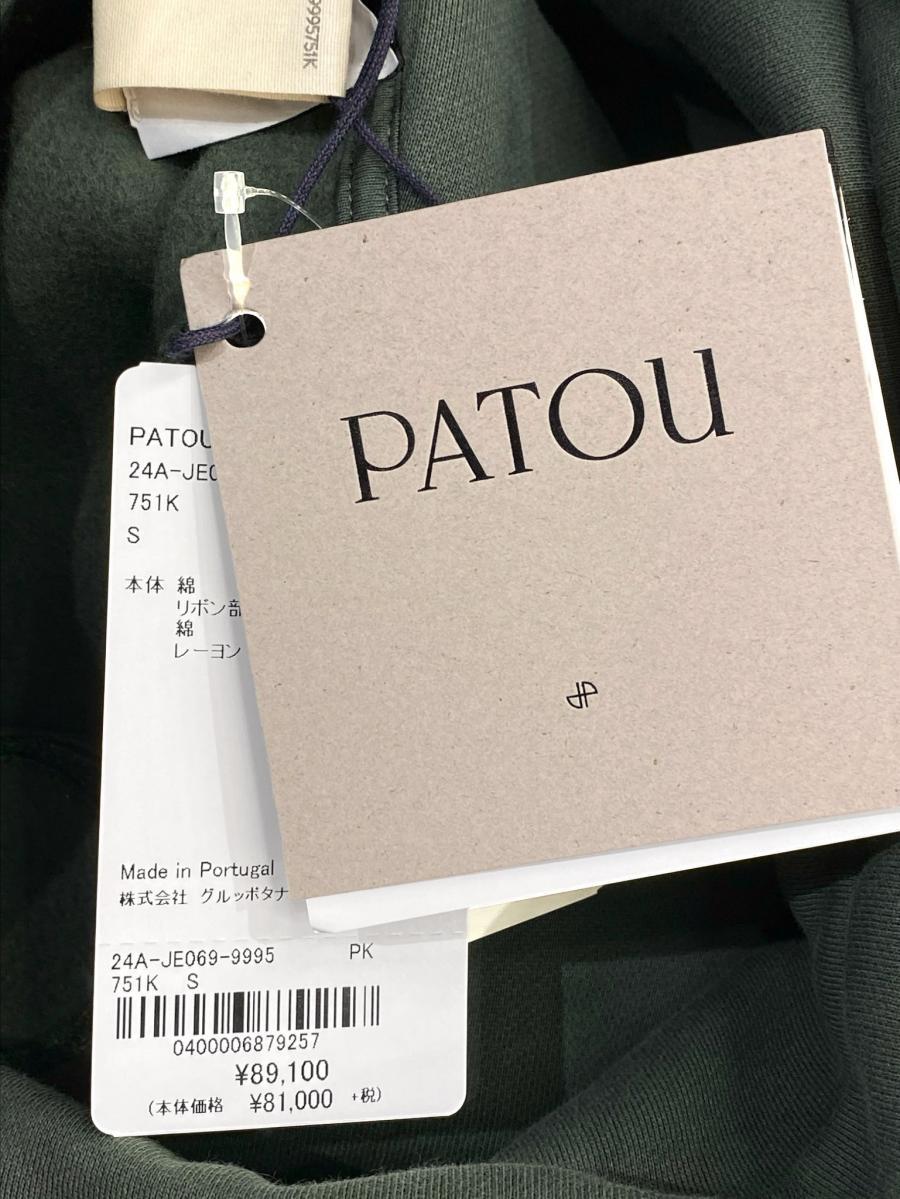 9995751K
PATOU
JP
PATOU
24A-JE0
751K
S
本体 綿
リボン部
綿
レーヨン
Made in Portugal
株式会社 グルッポタナ
24A-JE069-9995 PK
751K S
0400006879257
¥89,100
(本体価格 ¥81,000 +税)